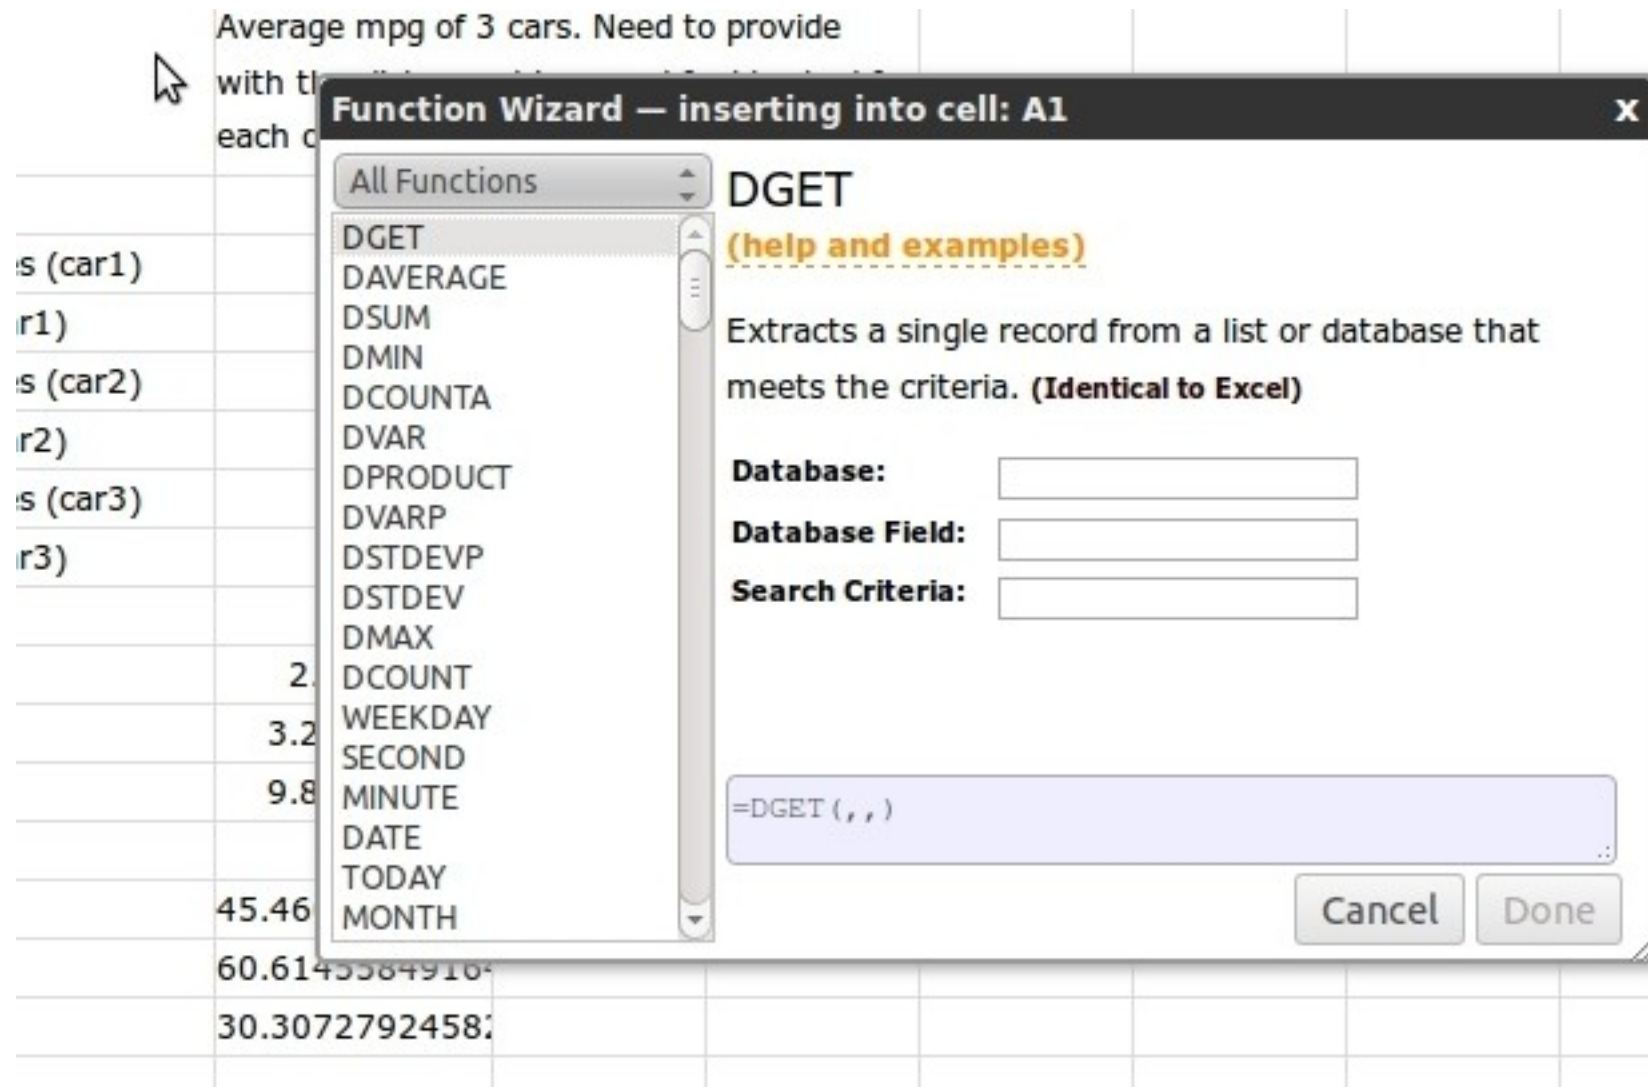 Average mpg of 3 cars. Need to provide
with
each
Function Wizard — inserting into cell: A1
x
All Functions
DGET
DAVERAGE
DSUM
DMIN
DCOUNTA
DVAR
DPRODUCT
DVARP
DSTDEVP
DSTDEV
DMAX
DCOUNT
WEEKDAY
SECOND
MINUTE
DATE
TODAY
MONTH
DGET
(help and examples)
Extracts a single record from a list or database that
meets the criteria. (Identical to Excel)
Database:
Database Field:
Search Criteria:
=DGET(,,)
Cancel
Done
(car1)
r1)
(car2)
r2)
(car3)
r3)
2.
3.2
9.8
45.46
60.6145584916
30.3072792458